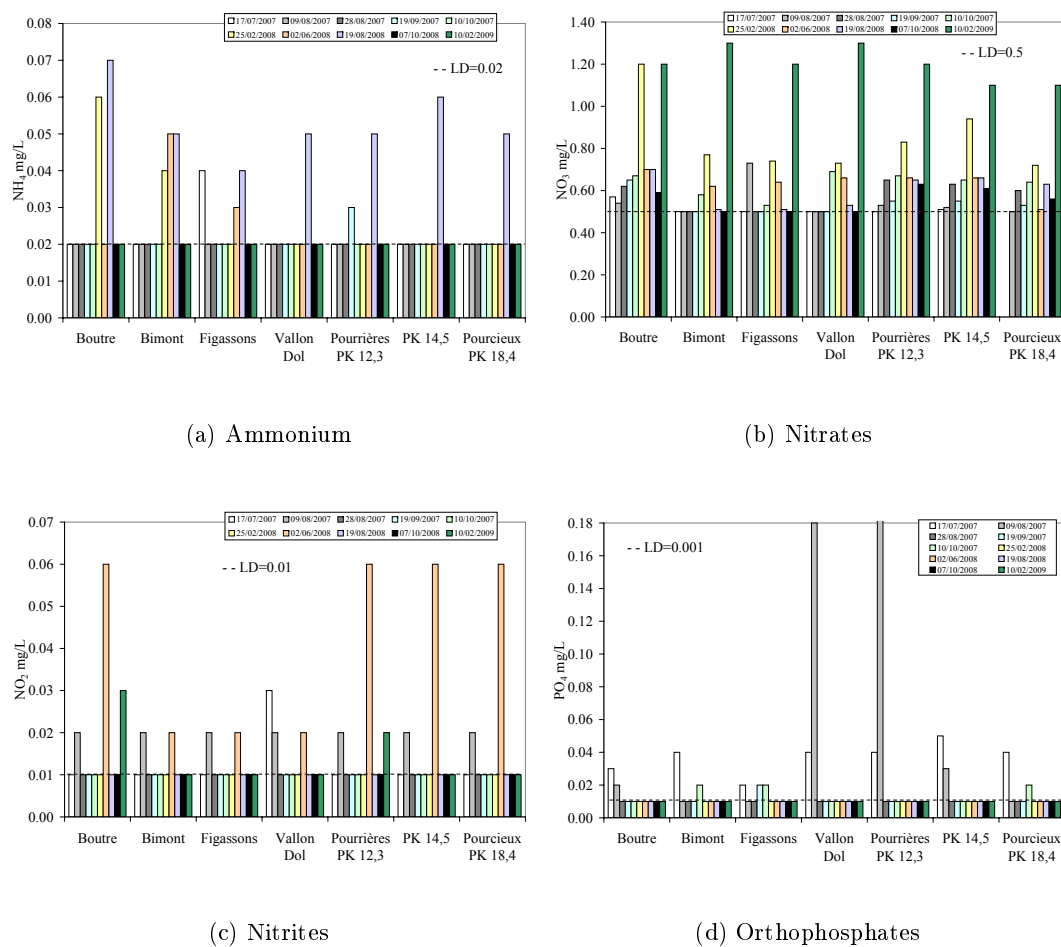 17/07/2007 09/08/2007 28/08/2007 19/09/2007 10/10/2007
25/02/2008 02/06/2008 19/08/2008 07/10/2008 10/02/2009
0.08
0.07
0.06
0.05
0.04
0.03
0.02
0.01
0.00
NH4 mg/L
- - LD=0.02
Boutre Bimont Figassons Vallon Dol Pourrières PK 12,3 PK 14,5 Pourcieux PK 18,4
(a) Ammonium
17/07/2007 09/08/2007 28/08/2007 19/09/2007 10/10/2007
25/02/2008 02/06/2008 19/08/2008 07/10/2008 10/02/2009
1.40
1.20
1.00
0.80
0.60
0.40
0.20
0.00
NO3 mg/L
- - LD=0.5
Boutre Bimont Figassons Vallon Dol Pourrières PK 12,3 PK 14,5 Pourcieux PK 18,4
(b) Nitrates
17/07/2007 09/08/2007 28/08/2007 19/09/2007 10/10/2007
25/02/2008 02/06/2008 19/08/2008 07/10/2008 10/02/2009
0.07
0.06
0.05
0.04
0.03
0.02
0.01
0.00
NO2 mg/L
- - LD=0.01
Boutre Bimont Figassons Vallon Dol Pourrières PK 12,3 PK 14,5 Pourcieux PK 18,4
(c) Nitrites
17/07/2007 09/08/2007
28/08/2007 19/09/2007
10/10/2007 25/02/2008
02/06/2008 19/08/2008
07/10/2008 10/02/2009
0.18
0.16
0.14
0.12
0.10
0.08
0.06
0.04
0.02
0.00
PO4 mg/L
- - LD=0.001
Boutre Bimont Figassons Vallon Dol Pourrières PK 12,3 PK 14,5 Pourcieux PK 18,4
(d) Orthophosphates